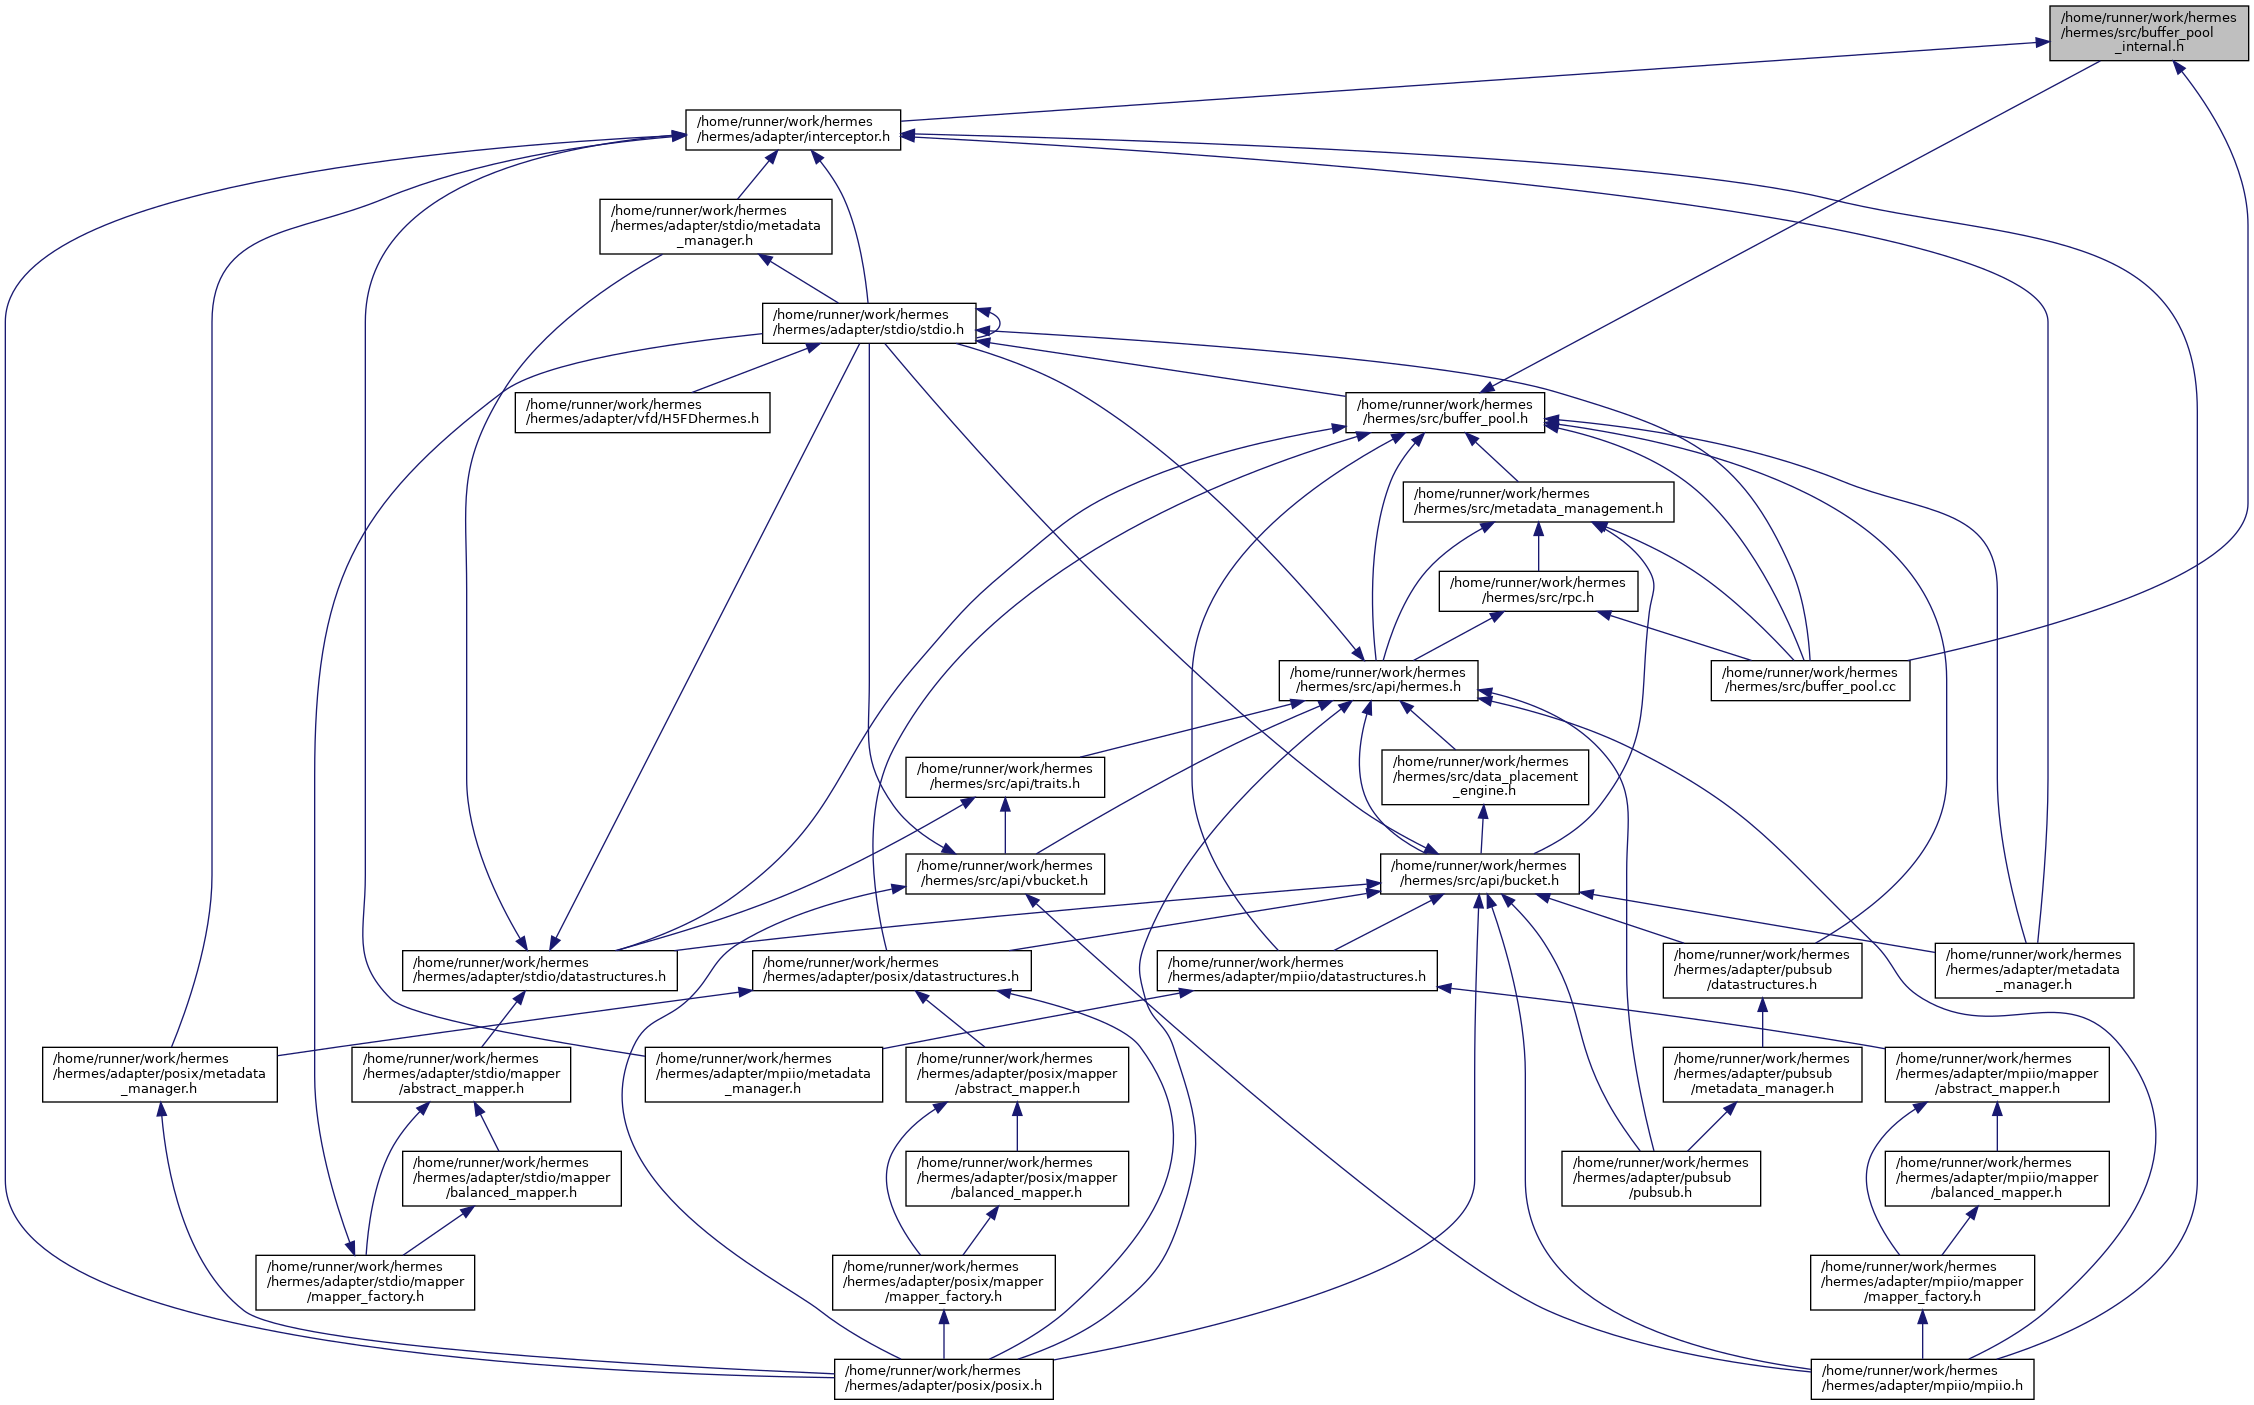 /home/runner/work/hermes
/hermes/src/buffer_pool
_internal.h
/home/runner/work/hermes
/hermes/adapter/interceptor.h
/home/runner/work/hermes
/hermes/adapter/stdio/metadata
_manager.h
/home/runner/work/hermes
/hermes/adapter/stdio/stdio.h
/home/runner/work/hermes
/hermes/adapter/vfd/H5FDhermes.h
/home/runner/work/hermes
/hermes/src/buffer_pool.h
/home/runner/work/hermes
/hermes/src/metadata_management.h
/home/runner/work/hermes
/hermes/src/rpc.h
/home/runner/work/hermes
/hermes/src/api/hermes.h
/home/runner/work/hermes
/hermes/src/buffer_pool.cc
/home/runner/work/hermes
/hermes/src/api/traits.h
/home/runner/work/hermes
/hermes/src/data_placement
_engine.h
/home/runner/work/hermes
/hermes/src/api/vbucket.h
/home/runner/work/hermes
/hermes/src/api/bucket.h
/home/runner/work/hermes
/hermes/adapter/stdio/datastructures.h
/home/runner/work/hermes
/hermes/adapter/posix/datastructures.h
/home/runner/work/hermes
/hermes/adapter/mpiio/datastructures.h
/home/runner/work/hermes
/hermes/adapter/pubsub
/datastructures.h
/home/runner/work/hermes
/hermes/adapter/metadata
_manager.h
/home/runner/work/hermes
/hermes/adapter/posix/metadata
_manager.h
/home/runner/work/hermes
/hermes/adapter/stdio/mapper
/abstract_mapper.h
/home/runner/work/hermes
/hermes/adapter/mpiio/metadata
_manager.h
/home/runner/work/hermes
/hermes/adapter/posix/mapper
/abstract_mapper.h
/home/runner/work/hermes
/hermes/adapter/pubsub
/metadata_manager.h
/home/runner/work/hermes
/hermes/adapter/mpiio/mapper
/abstract_mapper.h
/home/runner/work/hermes
/hermes/adapter/stdio/mapper
/balanced_mapper.h
/home/runner/work/hermes
/hermes/adapter/posix/mapper
/balanced_mapper.h
/home/runner/work/hermes
/hermes/adapter/pubsub
/pubsub.h
/home/runner/work/hermes
/hermes/adapter/mpiio/mapper
/balanced_mapper.h
/home/runner/work/hermes
/hermes/adapter/stdio/mapper
/mapper_factory.h
/home/runner/work/hermes
/hermes/adapter/posix/mapper
/mapper_factory.h
/home/runner/work/hermes
/hermes/adapter/mpiio/mapper
/mapper_factory.h
/home/runner/work/hermes
/hermes/adapter/posix/posix.h
/home/runner/work/hermes
/hermes/adapter/mpiio/mpiio.h